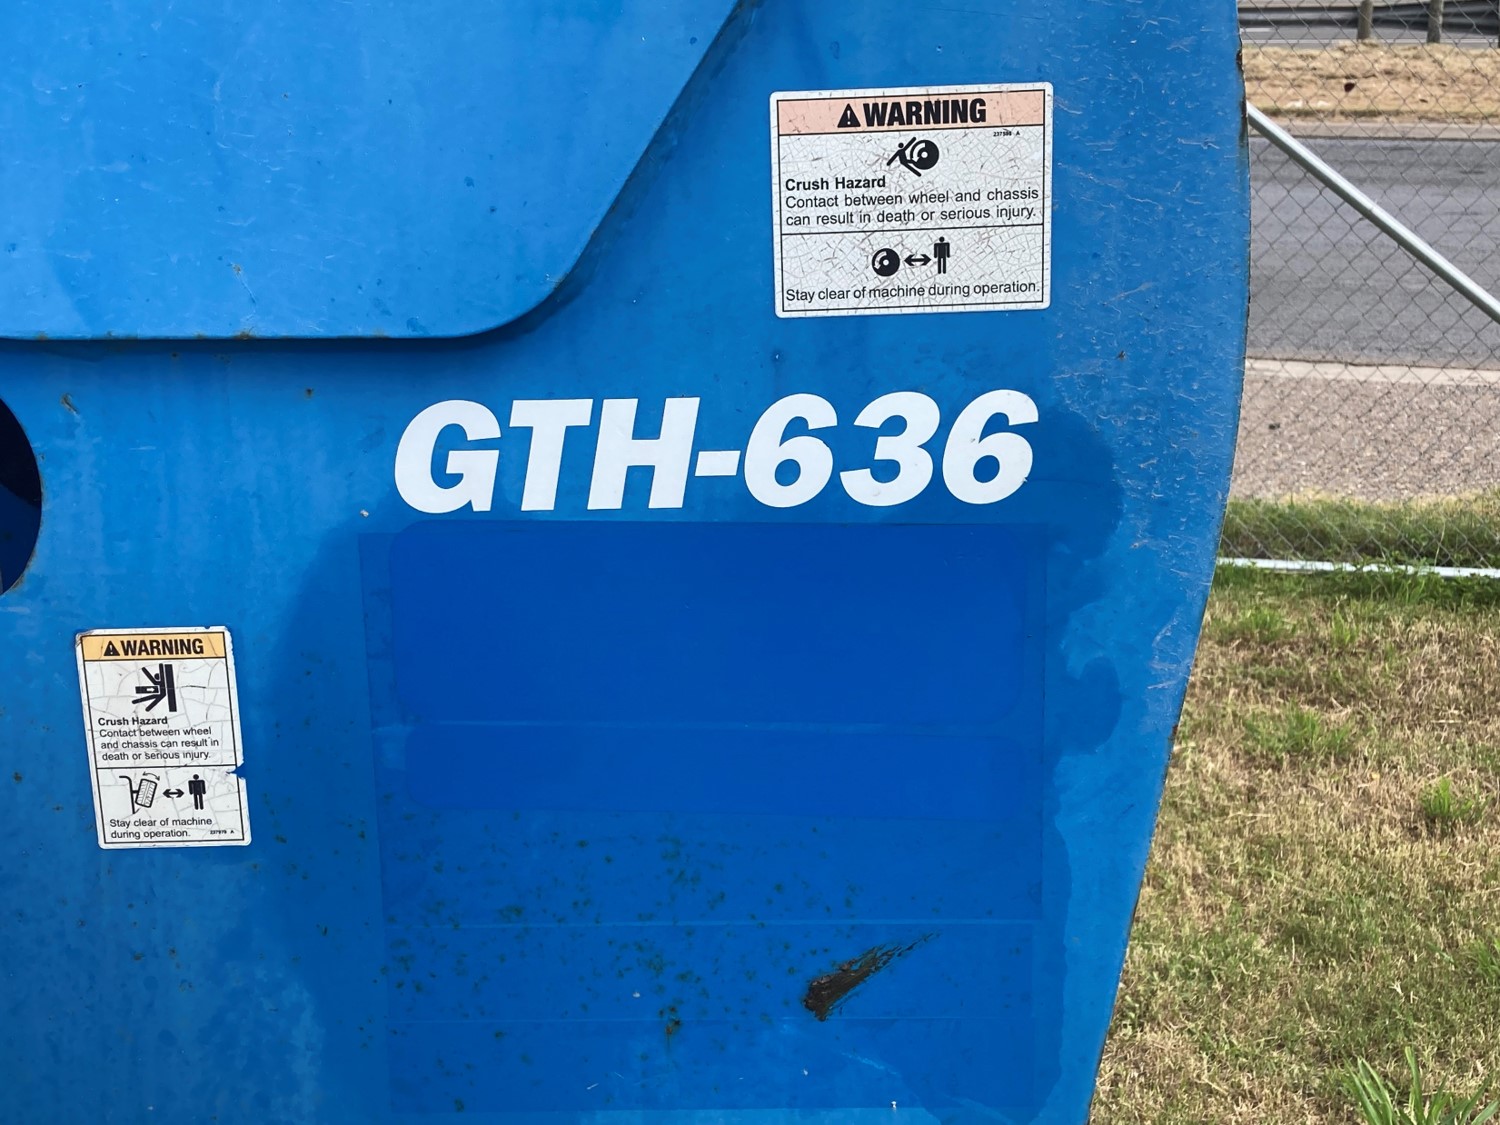 WARNING
237586 A
Crush Hazard
Contact between wheel and chassis
can result in death or serious injury.
Stay clear of machine during operation.
GTH-636
WARNING
Crush Hazard
Contact between wheel
and chassis can result in
death or serious injury.
Stay clear of machine
during operation.